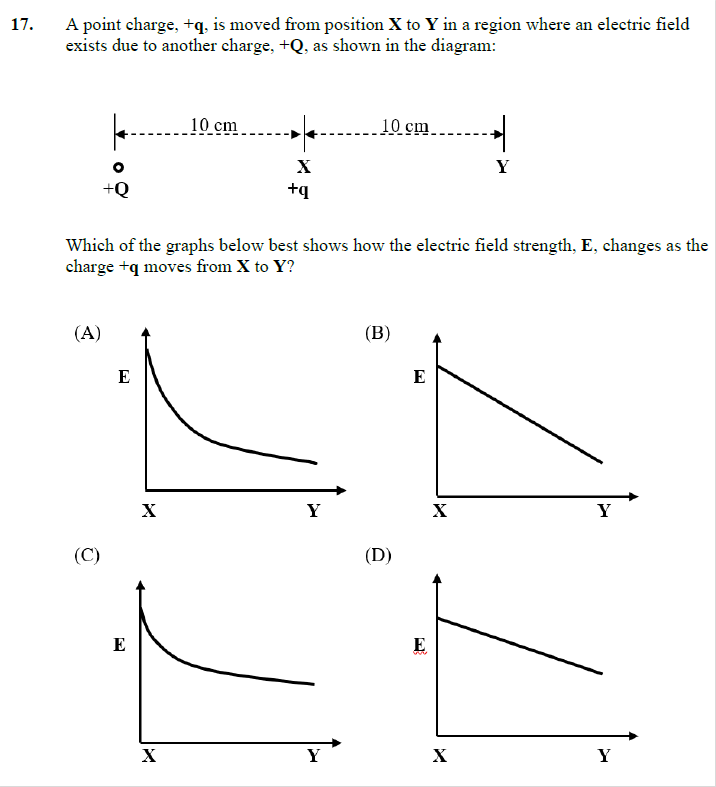 17. A point charge, +q, is moved from position X to Y in a region where an electric field
exists due to another charge, +Q, as shown in the diagram:
10 cm 10 cm
X Y
+Q +q
Which of the graphs below best shows how the electric field strength, E, changes as the
charge +q moves from X to Y?
(A) (B)
E E
X Y X Y
(C) (D)
E E
X Y X Y